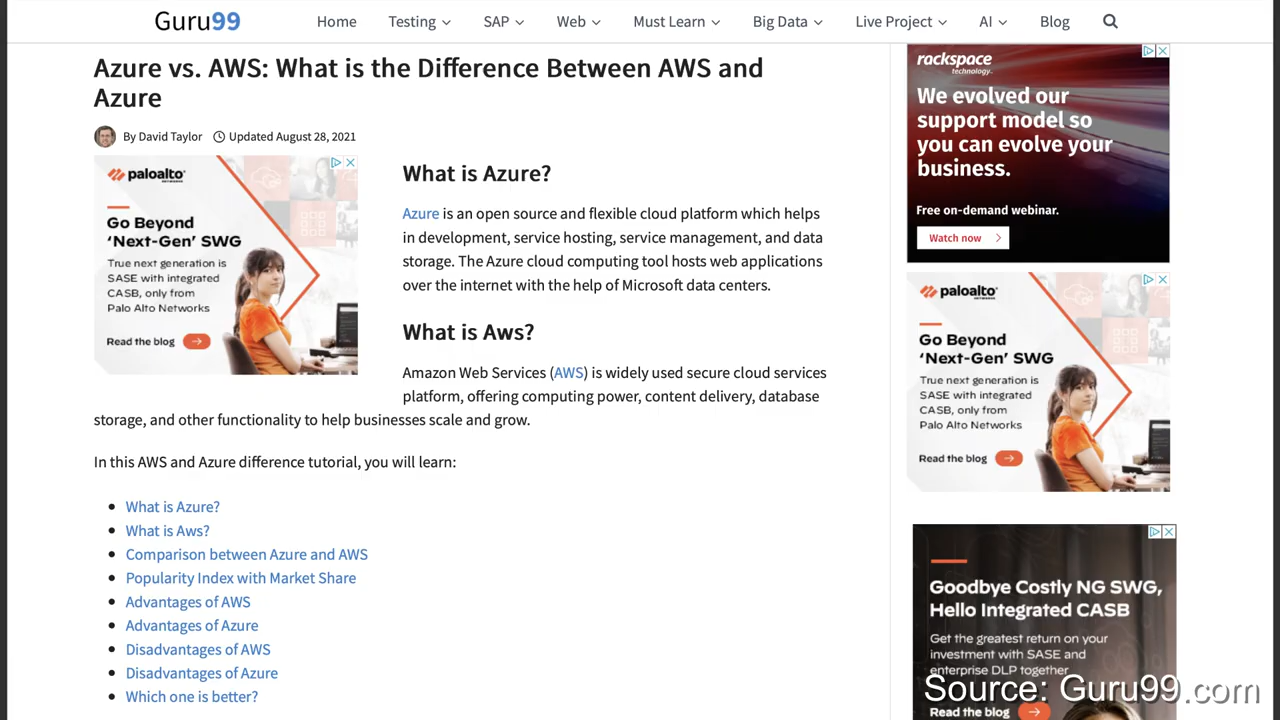 Guru99
Home
Testing
SAP
Web
Must Learn
Big Data
Live Project
AI
Blog
Azure vs. AWS: What is the Difference Between AWS and
Azure
By David Taylor
Updated August 28, 2021
paloalto
NETWORKS
Go Beyond
‘Next-Gen’ SWG
True next generation is
SASE with integrated
CASB, only from
Palo Alto Networks
Read the blog
What is Azure?
Azure is an open source and flexible cloud platform which helps
in development, service hosting, service management, and data
storage. The Azure cloud computing tool hosts web applications
over the internet with the help of Microsoft data centers.
What is Aws?
Amazon Web Services (AWS) is widely used secure cloud services
platform, offering computing power, content delivery, database
storage, and other functionality to help businesses scale and grow.
In this AWS and Azure difference tutorial, you will learn:
What is Azure?
What is Aws?
Comparison between Azure and AWS
Popularity Index with Market Share
Advantages of AWS
Advantages of Azure
Disadvantages of AWS
Disadvantages of Azure
Which one is better?
rackspace
technology.
We evolved our
support model so
you can evolve your
business.
Free on-demand webinar.
Watch now
paloalto
NETWORKS
Go Beyond
‘Next-Gen’ SWG
True next generation is
SASE with integrated
CASB, only from
Palo Alto Networks
Read the blog
Goodbye Costly NG SWG,
Hello Integrated CASB
Get the greatest return on your
investment with SASE and
enterprise DLP together
Read the blog
Source: Guru99.com